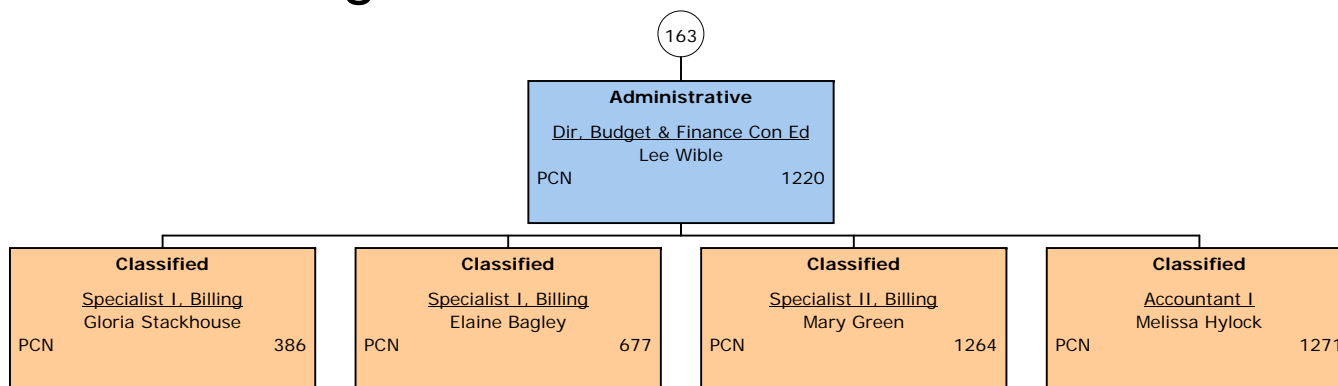 163
Administrative
Dir, Budget & Finance Con Ed
Lee Wible
PCN 1220
Classified
Specialist I, Billing
Gloria Stackhouse
PCN 386
Classified
Specialist I, Billing
Elaine Bagley
PCN 677
Classified
Specialist II, Billing
Mary Green
PCN 1264
Classified
Accountant I
Melissa Hylock
PCN 1271